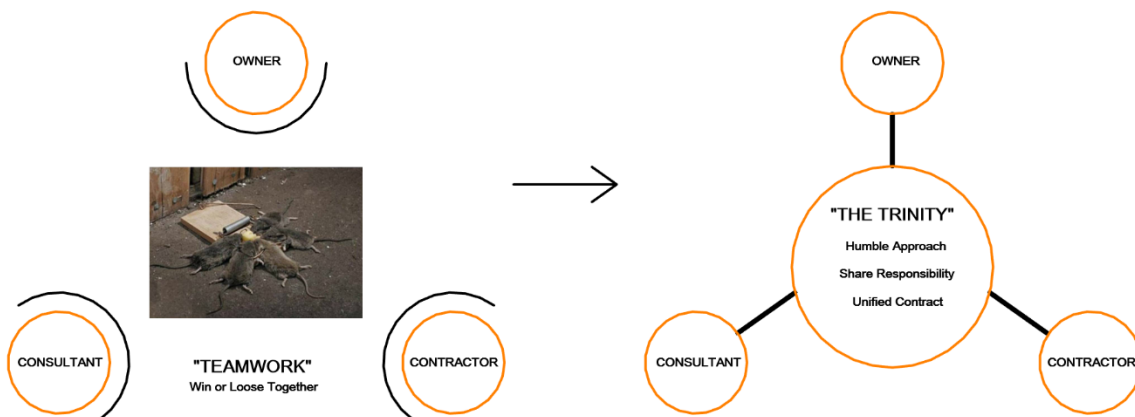 OWNER
CONSULTANT
"TEAMWORK"
Win or Loose Together
CONTRACTOR
OWNER
"THE TRINITY"
Humble Approach
Share Responsibility
Unified Contract
CONSULTANT
CONTRACTOR